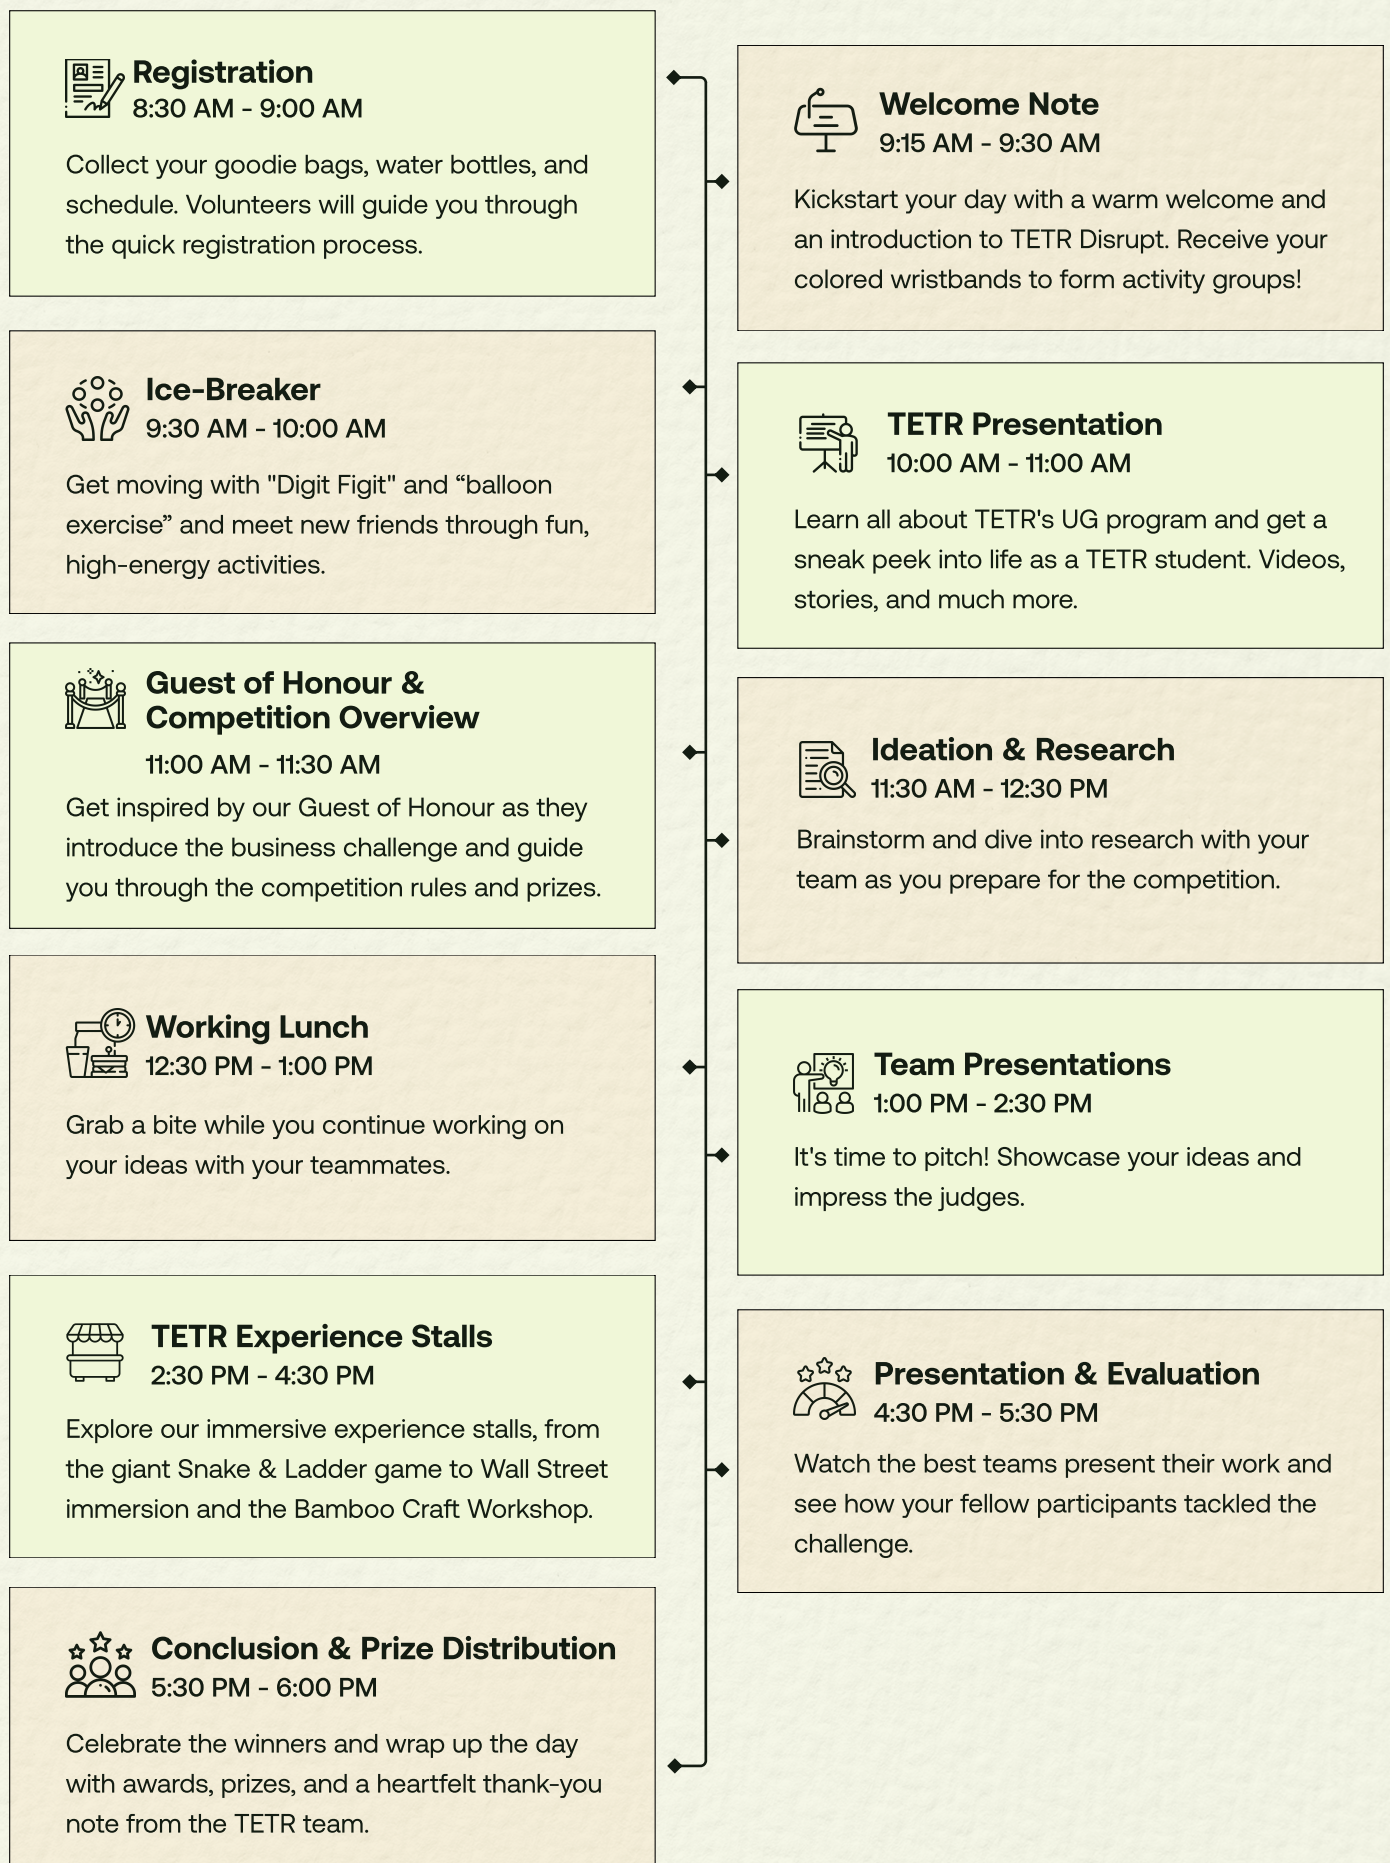 Registration
8:30 AM - 9:00 AM
Collect your goodie bags, water bottles, and
schedule. Volunteers will guide you through
the quick registration process.
Welcome Note
9:15 AM - 9:30 AM
Kickstart your day with a warm welcome and
an introduction to TETR Disrupt. Receive your
colored wristbands to form activity groups!
Ice-Breaker
9:30 AM - 10:00 AM
Get moving with "Digit Figit" and “balloon
exercise” and meet new friends through fun,
high-energy activities.
TETR Presentation
10:00 AM - 11:00 AM
Learn all about TETR's UG program and get a
sneak peek into life as a TETR student. Videos,
stories, and much more.
Guest of Honour &
Competition Overview
11:00 AM - 11:30 AM
Get inspired by our Guest of Honour as they
introduce the business challenge and guide
you through the competition rules and prizes.
Ideation & Research
11:30 AM - 12:30 PM
Brainstorm and dive into research with your
team as you prepare for the competition.
Working Lunch
12:30 PM - 1:00 PM
Grab a bite while you continue working on
your ideas with your teammates.
Team Presentations
1:00 PM - 2:30 PM
It's time to pitch! Showcase your ideas and
impress the judges.
TETR Experience Stalls
2:30 PM - 4:30 PM
Explore our immersive experience stalls, from
the giant Snake & Ladder game to Wall Street
immersion and the Bamboo Craft Workshop.
Presentation & Evaluation
4:30 PM - 5:30 PM
Watch the best teams present their work and
see how your fellow participants tackled the
challenge.
Conclusion & Prize Distribution
5:30 PM - 6:00 PM
Celebrate the winners and wrap up the day
with awards, prizes, and a heartfelt thank-you
note from the TETR team.